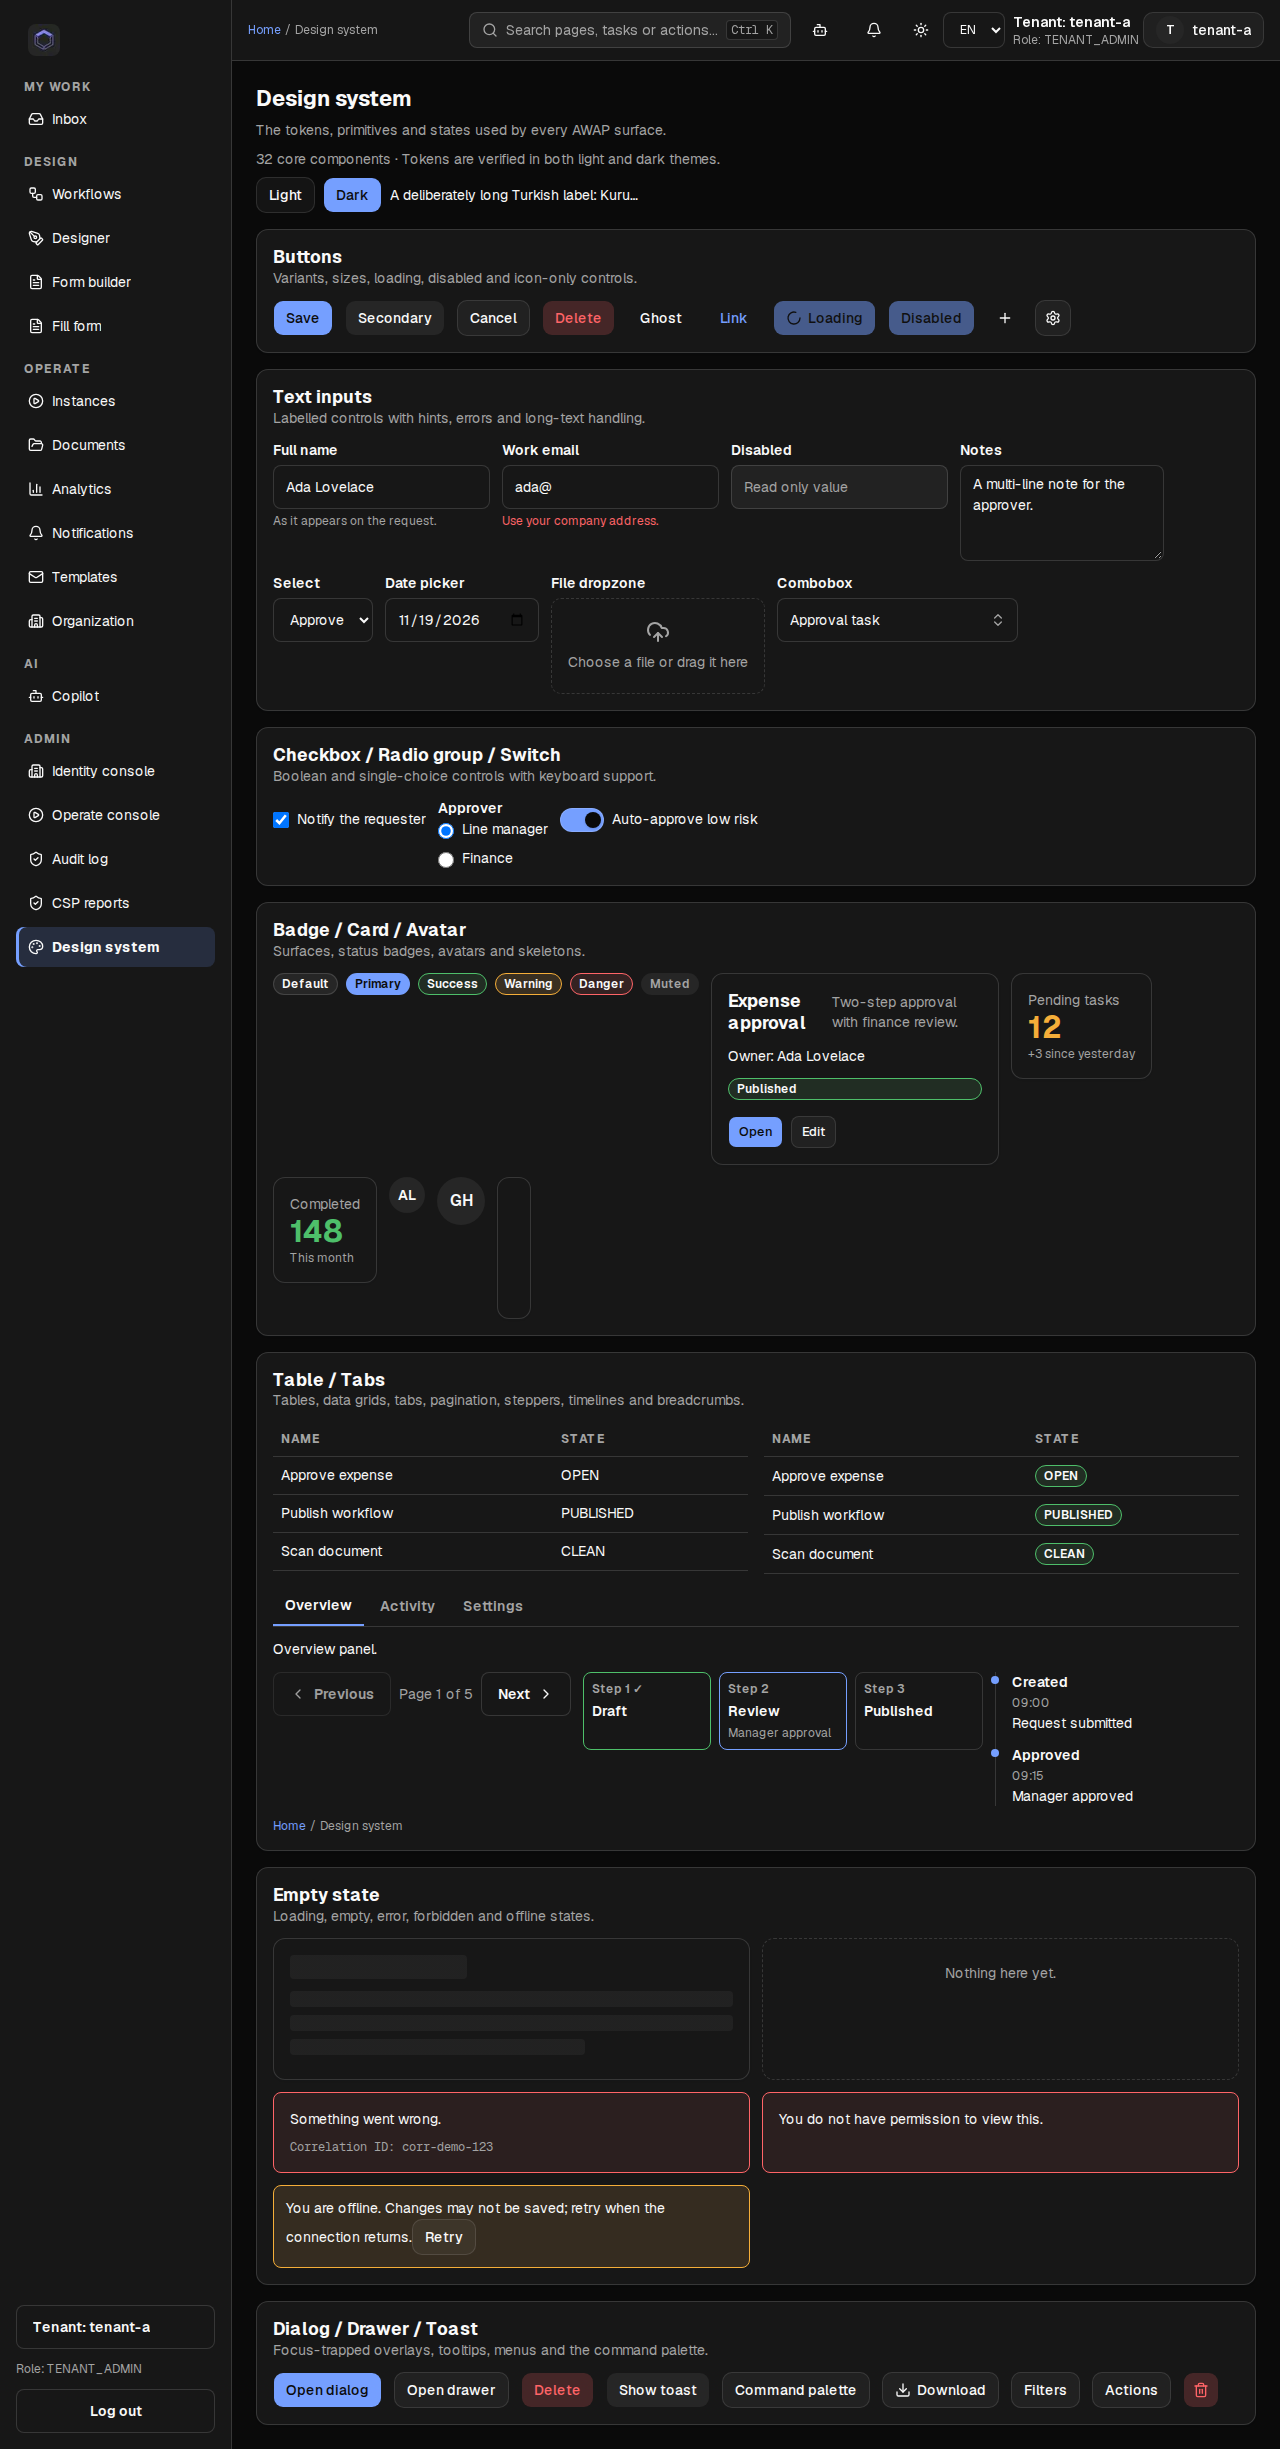 MY WORK
Inbox
DESIGN
Workflows
Designer
Form builder
Fill form
OPERATE
Instances
Documents
Analytics
Notifications
Templates
Organization
AI
Copilot
ADMIN
Identity console
Operate console
Audit log
CSP reports
Design system
Tenant: tenant-a
Role: TENANT_ADMIN
Log out
Home / Design system
Search pages, tasks or actions... Ctrl K
EN
Tenant: tenant-a
Role: TENANT_ADMIN
T tenant-a
Design system
The tokens, primitives and states used by every AWAP surface.
32 core components · Tokens are verified in both light and dark themes.
Light Dark A deliberately long Turkish label: Kuru...
Buttons
Variants, sizes, loading, disabled and icon-only controls.
Save Secondary Cancel Delete Ghost Link Loading Disabled
Text inputs
Labelled controls with hints, errors and long-text handling.
Full name Work email Disabled Notes
Ada Lovelace ada@ Read only value A multi-line note for the
approver.
As it appears on the request. Use your company address.
Select Date picker File dropzone Combobox
Approve 11/19/2026 Approval task
Choose a file or drag it here
Checkbox / Radio group / Switch
Boolean and single-choice controls with keyboard support.
Notify the requester
Approver
Line manager
Finance
Auto-approve low risk
Badge / Card / Avatar
Surfaces, status badges, avatars and skeletons.
Default Primary Success Warning Danger Muted
Expense
approval
Two-step approval
with finance review.
Owner: Ada Lovelace
Published
Open Edit
Pending tasks
12
+3 since yesterday
Completed
148
This month
AL GH
Table / Tabs
Tables, data grids, tabs, pagination, steppers, timelines and breadcrumbs.
NAME STATE
Approve expense OPEN
Publish workflow PUBLISHED
Scan document CLEAN
NAME STATE
Approve expense OPEN
Publish workflow PUBLISHED
Scan document CLEAN
Overview Activity Settings
Overview panel.
Previous Page 1 of 5 Next
Step 1 ✓
Draft
Step 2
Review
Manager approval
Step 3
Published
Created
09:00
Request submitted
Approved
09:15
Manager approved
Home / Design system
Empty state
Loading, empty, error, forbidden and offline states.
Nothing here yet.
Something went wrong.
Correlation ID: corr-demo-123
You do not have permission to view this.
You are offline. Changes may not be saved; retry when the
connection returns. Retry
Dialog / Drawer / Toast
Focus-trapped overlays, tooltips, menus and the command palette.
Open dialog Open drawer Delete Show toast Command palette Download Filters Actions